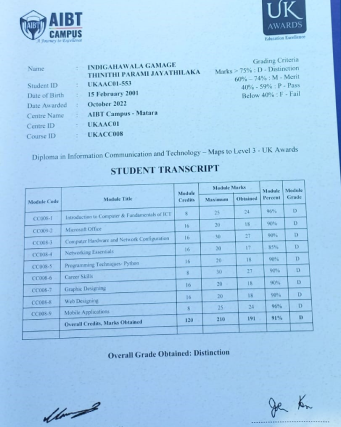 AIBT
CAMPUS
A Journey to Excellence
UK
AWARDS
Education Excellence
Name : INDIGAHAWALA GAMAGE
THINITHI PARAMI JAYATHILAKA
Student ID : UKAAC01-553
Date of Birth : 15 February 2001
Date Awarded : October 2022
Centre Name : AIBT Campus - Matara
Centre ID : UKAAC01
Course ID : UKACC008
Grading Criteria
Marks > 75% : D - Distinction
60% – 74% : M - Merit
40% - 59% : P - Pass
Below 40% : F - Fail
Diploma in Information Communication and Technology – Maps to Level 3 - UK Awards
STUDENT TRANSCRIPT
Module Code Module Title Module Credits Module Marks Module Percent Module Grade
Maximum Obtained
CC008-1 Introduction to Computer & Fundamentals of ICT 8 25 24 96% D
CC008-2 Microsoft Office 16 20 18 90% D
CC008-3 Computer Hardware and Network Configuration 16 30 27 90% D
CC008-4 Networking Essentials 16 20 17 85% D
CC008-5 Programming Techniques- Python 16 20 18 90% D
CC008-6 Career Skills 8 30 27 90% D
CC008-7 Graphic Designing 16 20 18 90% D
CC008-8 Web Designing 16 20 18 90% D
CC008-9 Mobile Applications 8 25 24 D
Overall Credits, Marks Obtained 120 210 191 91% D
Overall Grade Obtained: Distinction